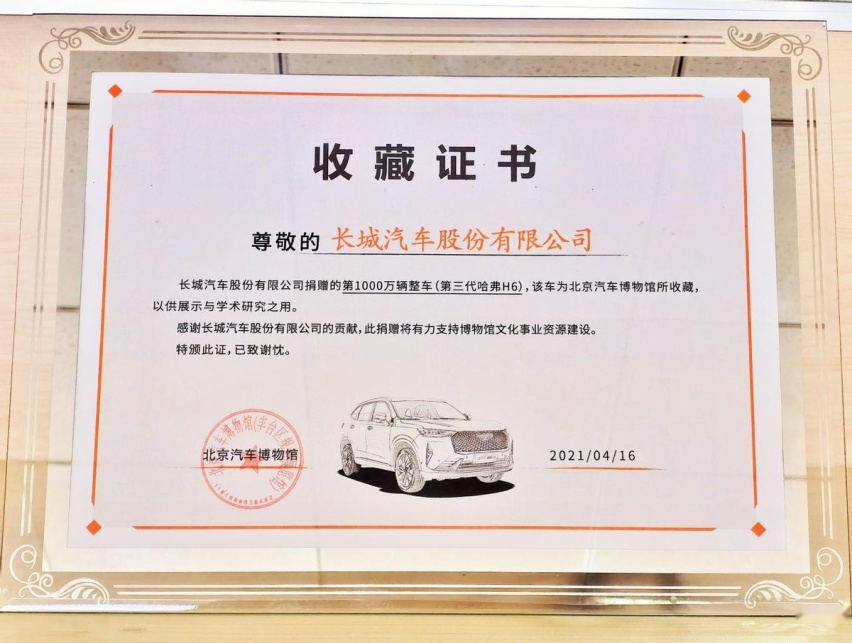 收藏证书
尊敬的 长城汽车股份有限公司
长城汽车股份有限公司捐赠的第1000万辆整车(第三代哈弗H6),该车为北京汽车博物馆所收藏,
以供展示与学术研究之用。
感谢长城汽车股份有限公司的贡献,此捐赠将有力支持博物馆文化事业资源建设。
特颁此证,已致谢忱。
北京汽车博物馆
2021/04/16